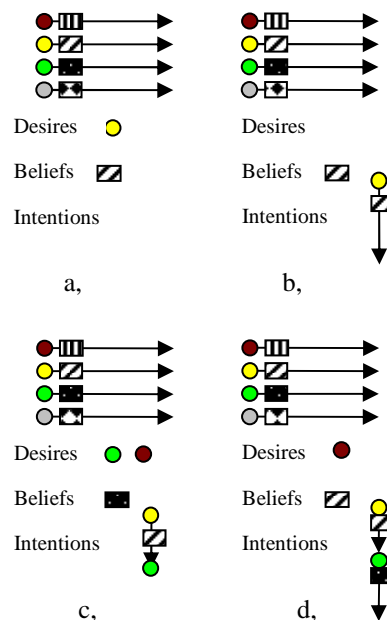 Desires
Beliefs
Intentions
a,
Desires
Beliefs
Intentions
b,
Desires
Beliefs
Intentions
c,
Desires
Beliefs
Intentions
d,